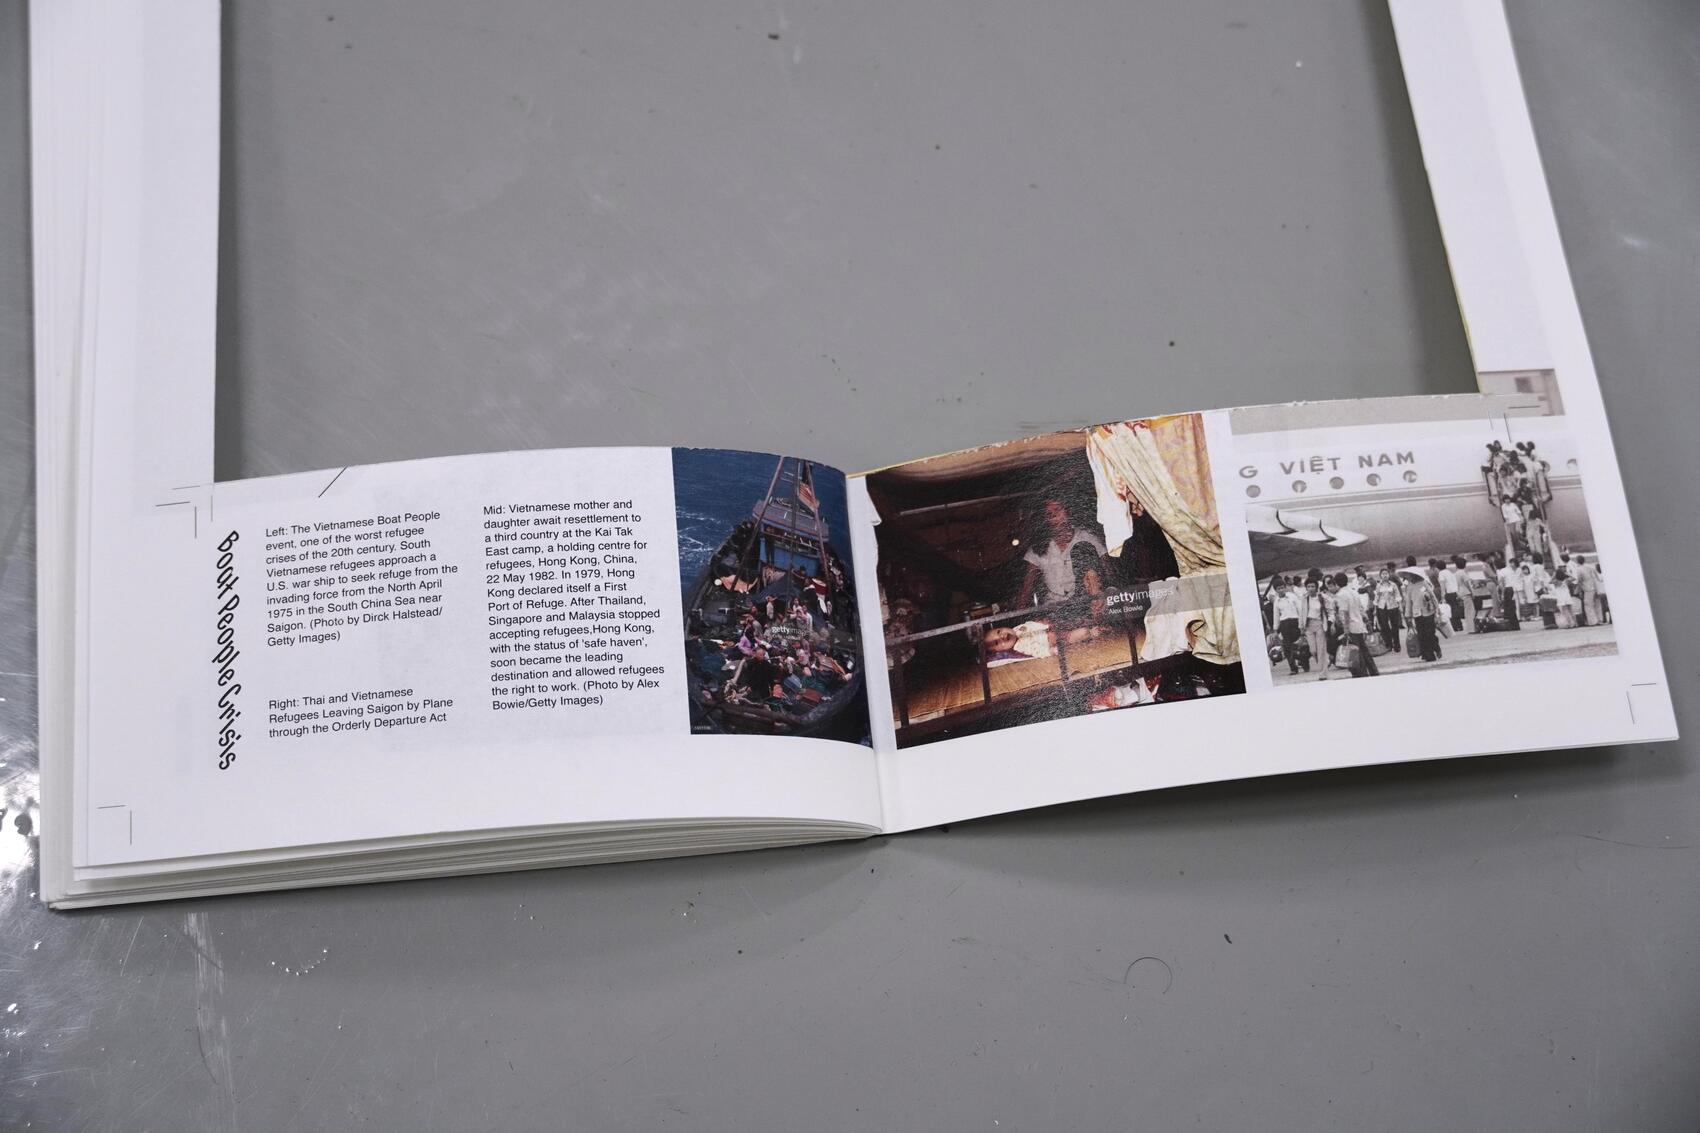 Boat People Crisis
Left: The Vietnamese Boat People
event, one of the worst refugee
crises of the 20th century. South
Vietnamese refugees approach a
U.S. war ship to seek refuge from the
invading force from the North April
1975 in the South China Sea near
Saigon. (Photo by Dirck Halstead/
Getty Images)
Right: Thai and Vietnamese
Refugees Leaving Saigon by Plane
through the Orderly Departure Act
Mid: Vietnamese mother and
daughter await resettlement to
a third country at the Kai Tak
East camp, a holding centre for
refugees, Hong Kong, China,
22 May 1982. In 1979, Hong
Kong declared itself a First
Port of Refuge. After Thailand,
Singapore and Malaysia stopped
accepting refugees,Hong Kong,
with the status of 'safe haven',
soon became the leading
destination and allowed refugees
the right to work. (Photo by Alex
Bowie/Getty Images)
gettyimages
gettyimages
Alex Bowie
G VIỆT NAM